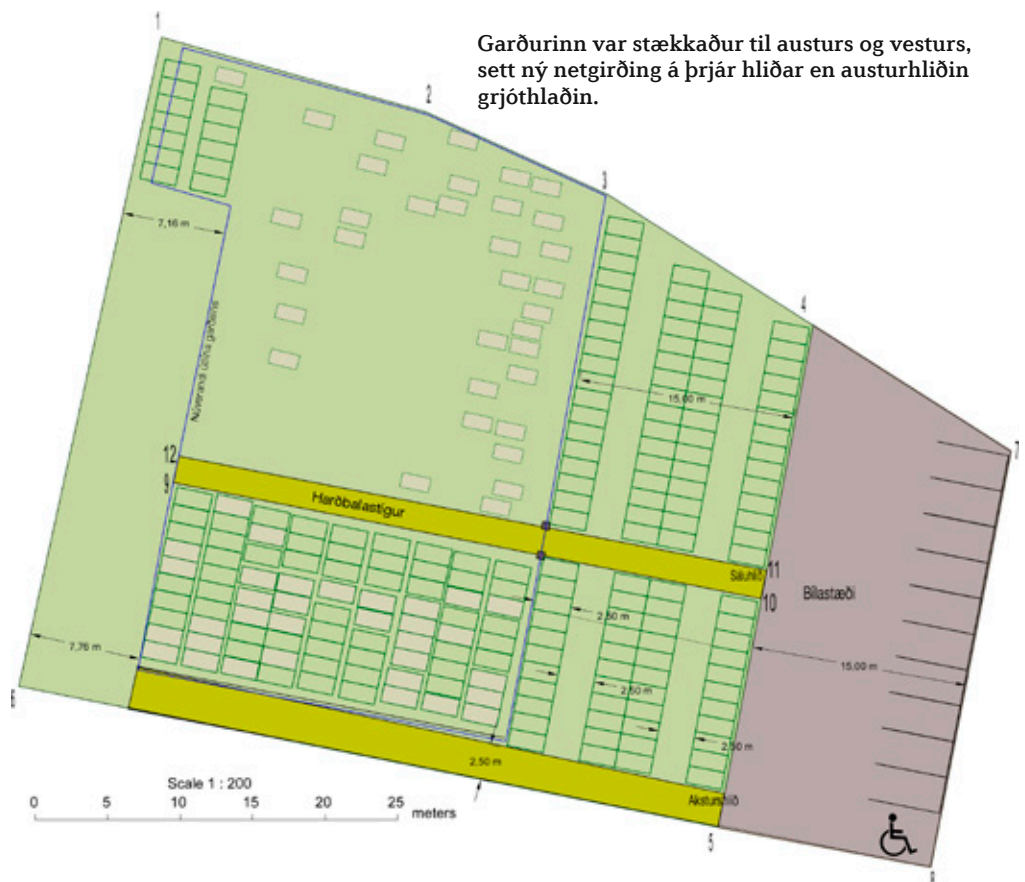 1
Garðurinn var stækkaður til austurs og vesturs,
sett ný netgirðing á þrjár hliðar en austurhliðin
grjóthlaðin.
2
3
7,16 m
4
Núverandi útlína garðsins
15,00 m
7
12
9
Harðbalastígur
Sáluhlið
11
10
Bílastæði
2,50 m
7,76 m
15,00 m
2,50 m
2,50 m
2,50 m
Scale 1 : 200
0 5 10 15 20 25
meters
Aksturshlið
5